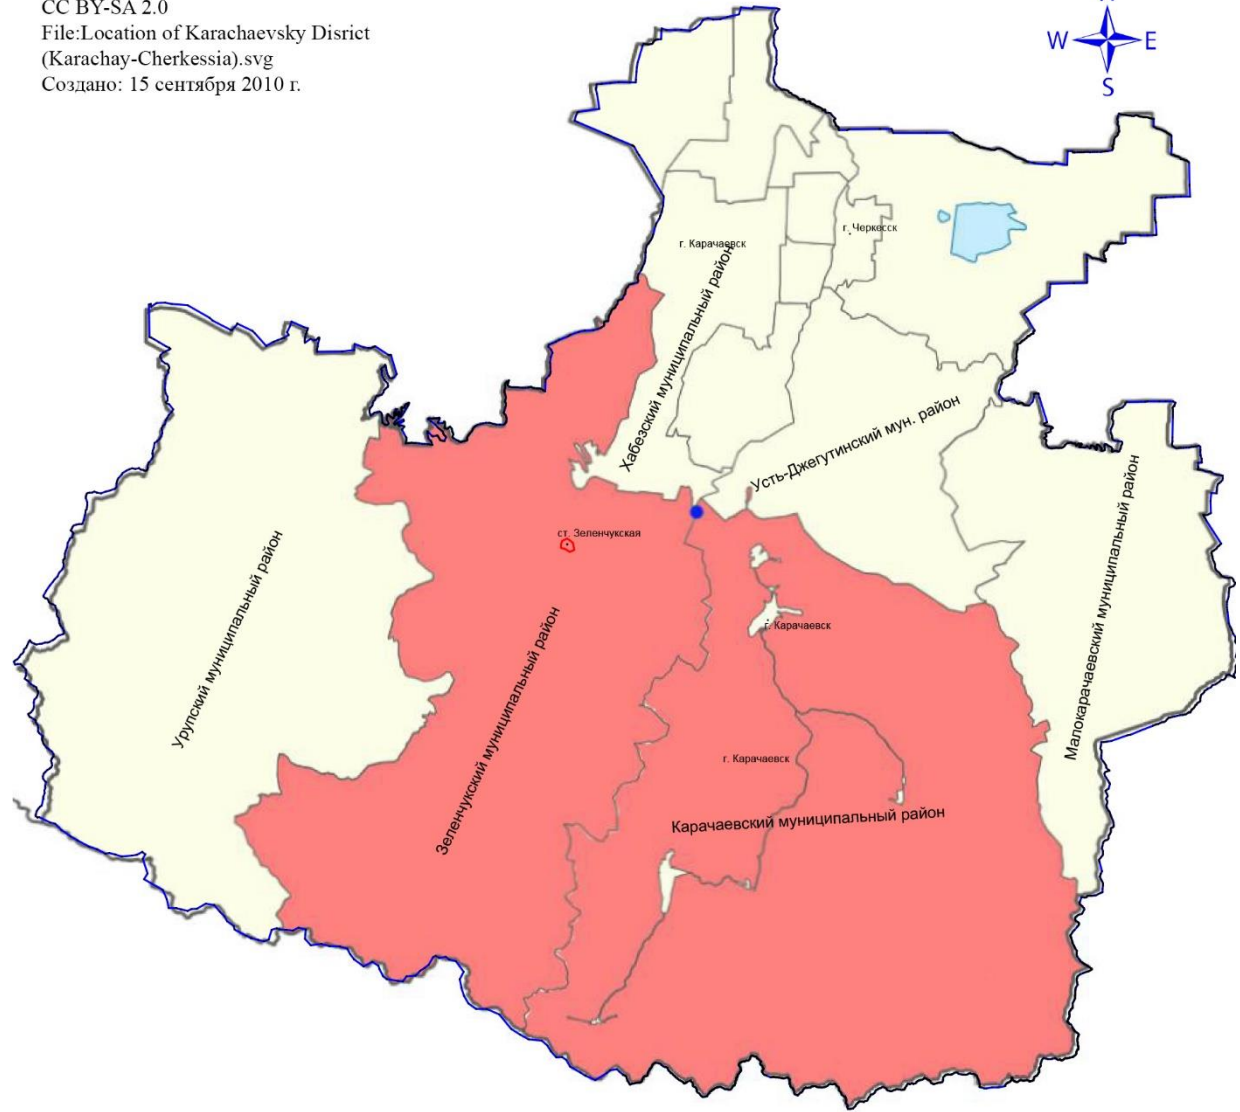 CC BY-SA 2.0
File:Location of Karachaevsky Disrict
(Karachay-Cherkessia).svg
Создано: 15 сентября 2010 г.
W E
S
г. Черкесск
г. Карачаевск
Хабезский муниципальный район
Усть-Джегутинский мун. район
Малокарачаевский муниципальный район
ст. Зеленчукская
Урупский муниципальный район
Зеленчукский муниципальный район
г. Карачаевск
г. Карачаевск
Карачаевский муниципальный район